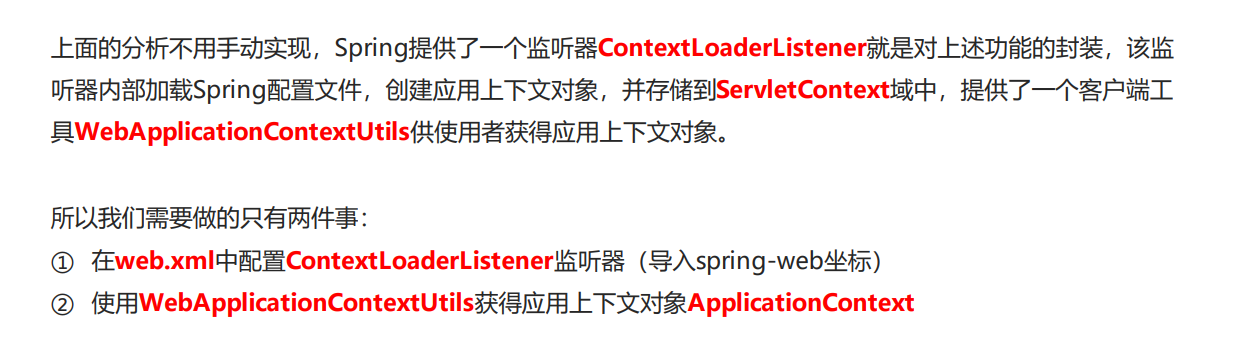 上面的分析不用手动实现，Spring提供了一个监听器ContextLoaderListener就是对上述功能的封装，该监
听器内部加载Spring配置文件，创建应用上下文对象，并存储到ServletContext域中，提供了一个客户端工
具WebApplicationContextUtils供使用者获得应用上下文对象。
所以我们需要做的只有两件事：
① 在web.xml中配置ContextLoaderListener监听器（导入spring-web坐标）
② 使用WebApplicationContextUtils获得应用上下文对象ApplicationContext